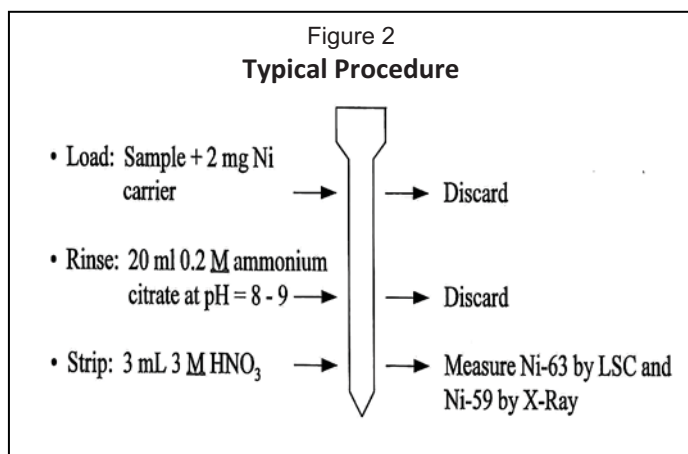 Figure 2
Typical Procedure
• Load: Sample + 2 mg Ni
carrier
Discard
• Rinse: 20 ml 0.2 M ammonium
citrate at pH = 8 - 9
Discard
• Strip: 3 mL 3 M HNO₃
Measure Ni-63 by LSC and
Ni-59 by X-Ray